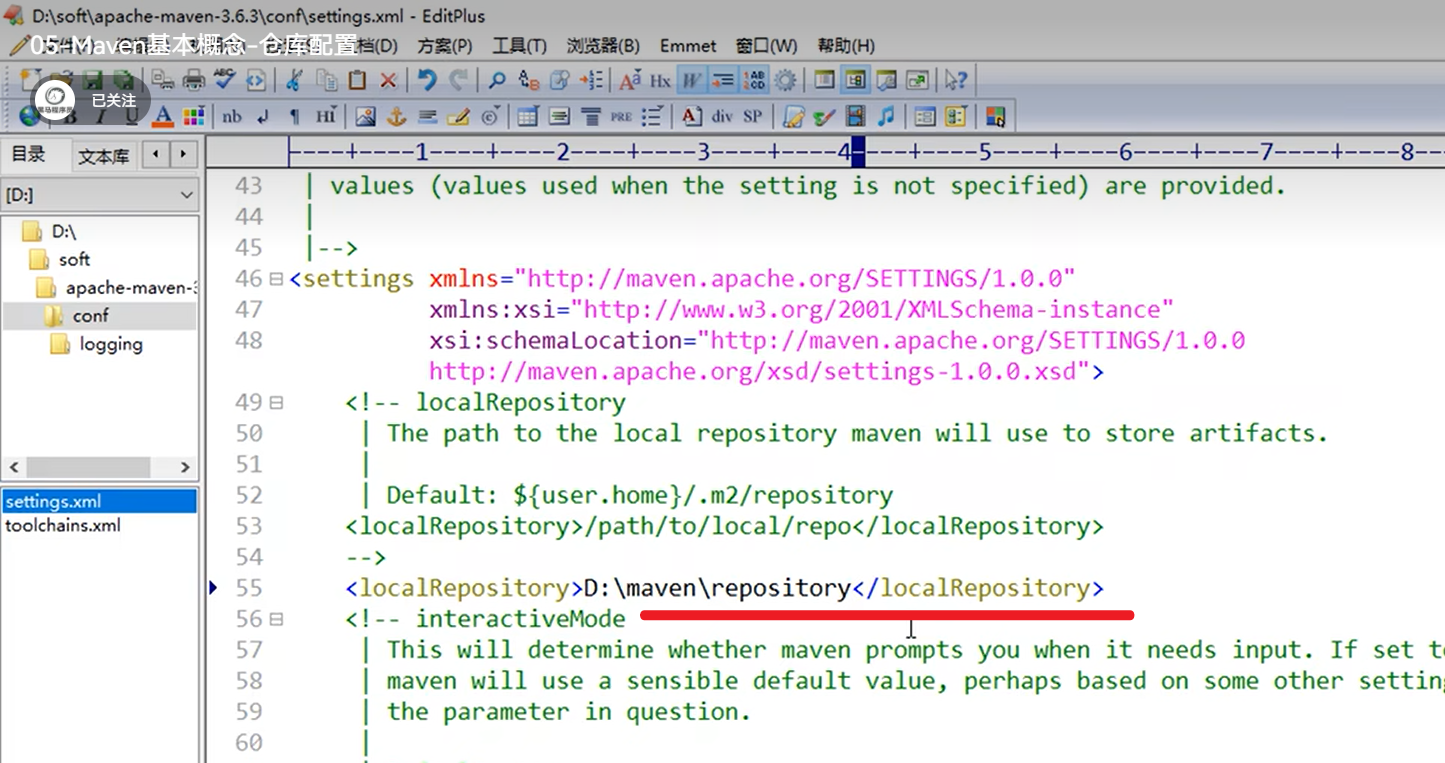 D:\soft\apache-maven-3.6.3\conf\settings.xml - EditPlus
05-Maven基本概念-仓库配置
档(D) 方案(P) 工具(T) 浏览器(B) Emmet 窗口(W) 帮助(H)
已关注
B I U A nb HI PRE A div SP
目录 文本库
1 2 3 4 5 6 7 8
[D:]
D:\
soft
apache-maven-3
conf
logging
settings.xml
toolchains.xml
43 | values (values used when the setting is not specified) are provided.
44 |
45 |-->
46 <settings xmlns="http://maven.apache.org/SETTINGS/1.0.0"
47 xmlns:xsi="http://www.w3.org/2001/XMLSchema-instance"
48 xsi:schemaLocation="http://maven.apache.org/SETTINGS/1.0.0
http://maven.apache.org/xsd/settings-1.0.0.xsd">
49 <!-- localRepository
50 | The path to the local repository maven will use to store artifacts.
51 |
52 | Default: ${user.home}/.m2/repository
53 <localRepository>/path/to/local/repo</localRepository>
54 -->
55 <localRepository>D:\maven\repository</localRepository>
56 <!-- interactiveMode
57 | This will determine whether maven prompts you when it needs input. If set to
58 | maven will use a sensible default value, perhaps based on some other setting
59 | the parameter in question.
60 |